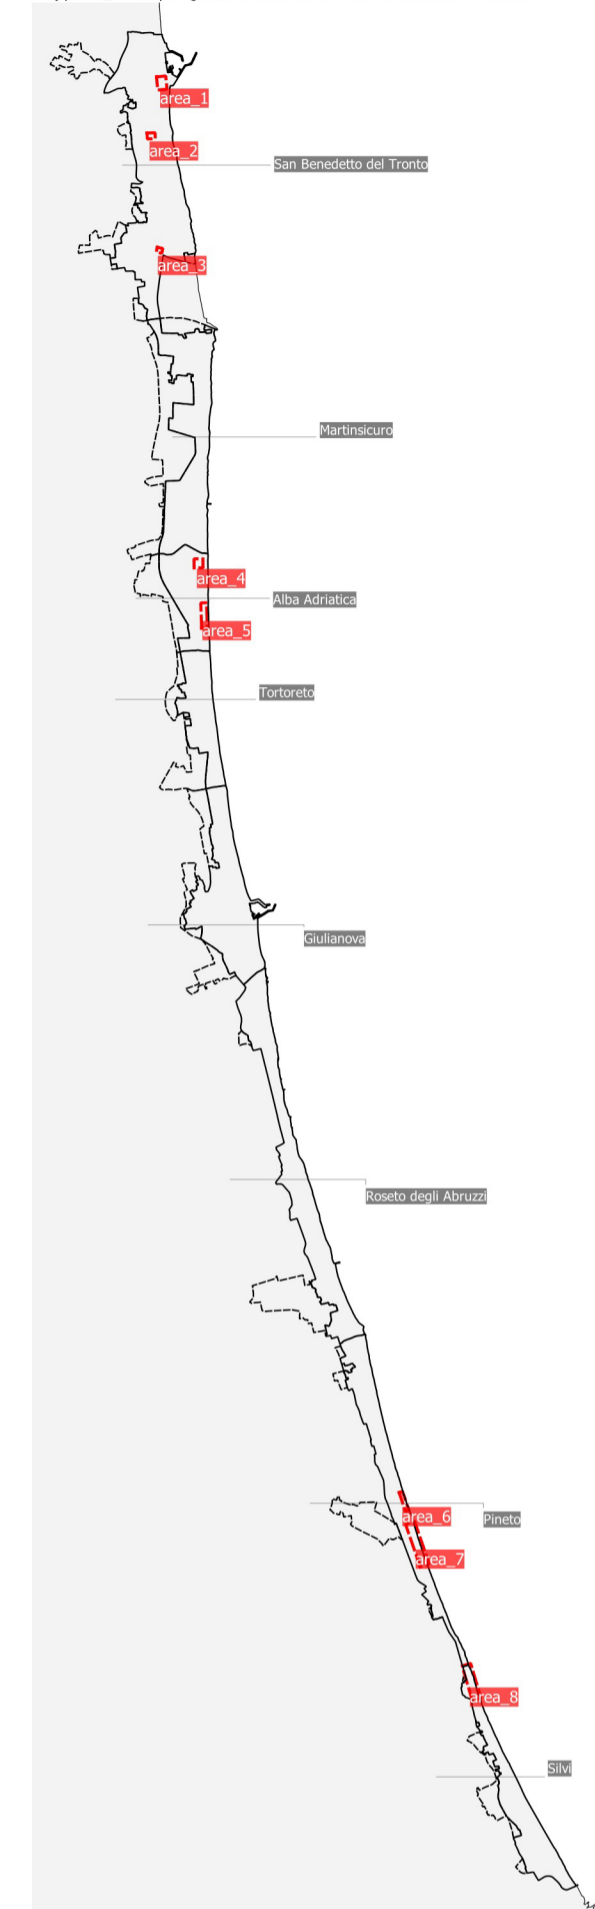 area_1
area_2
San Benedetto del Tronto
area_3
Martinsicuro
area_4
Alba Adriatica
area_5
Tortoreto
Giulianova
Roseto degli Abruzzi
area_6
Pineto
area_7
area_8
Silvi